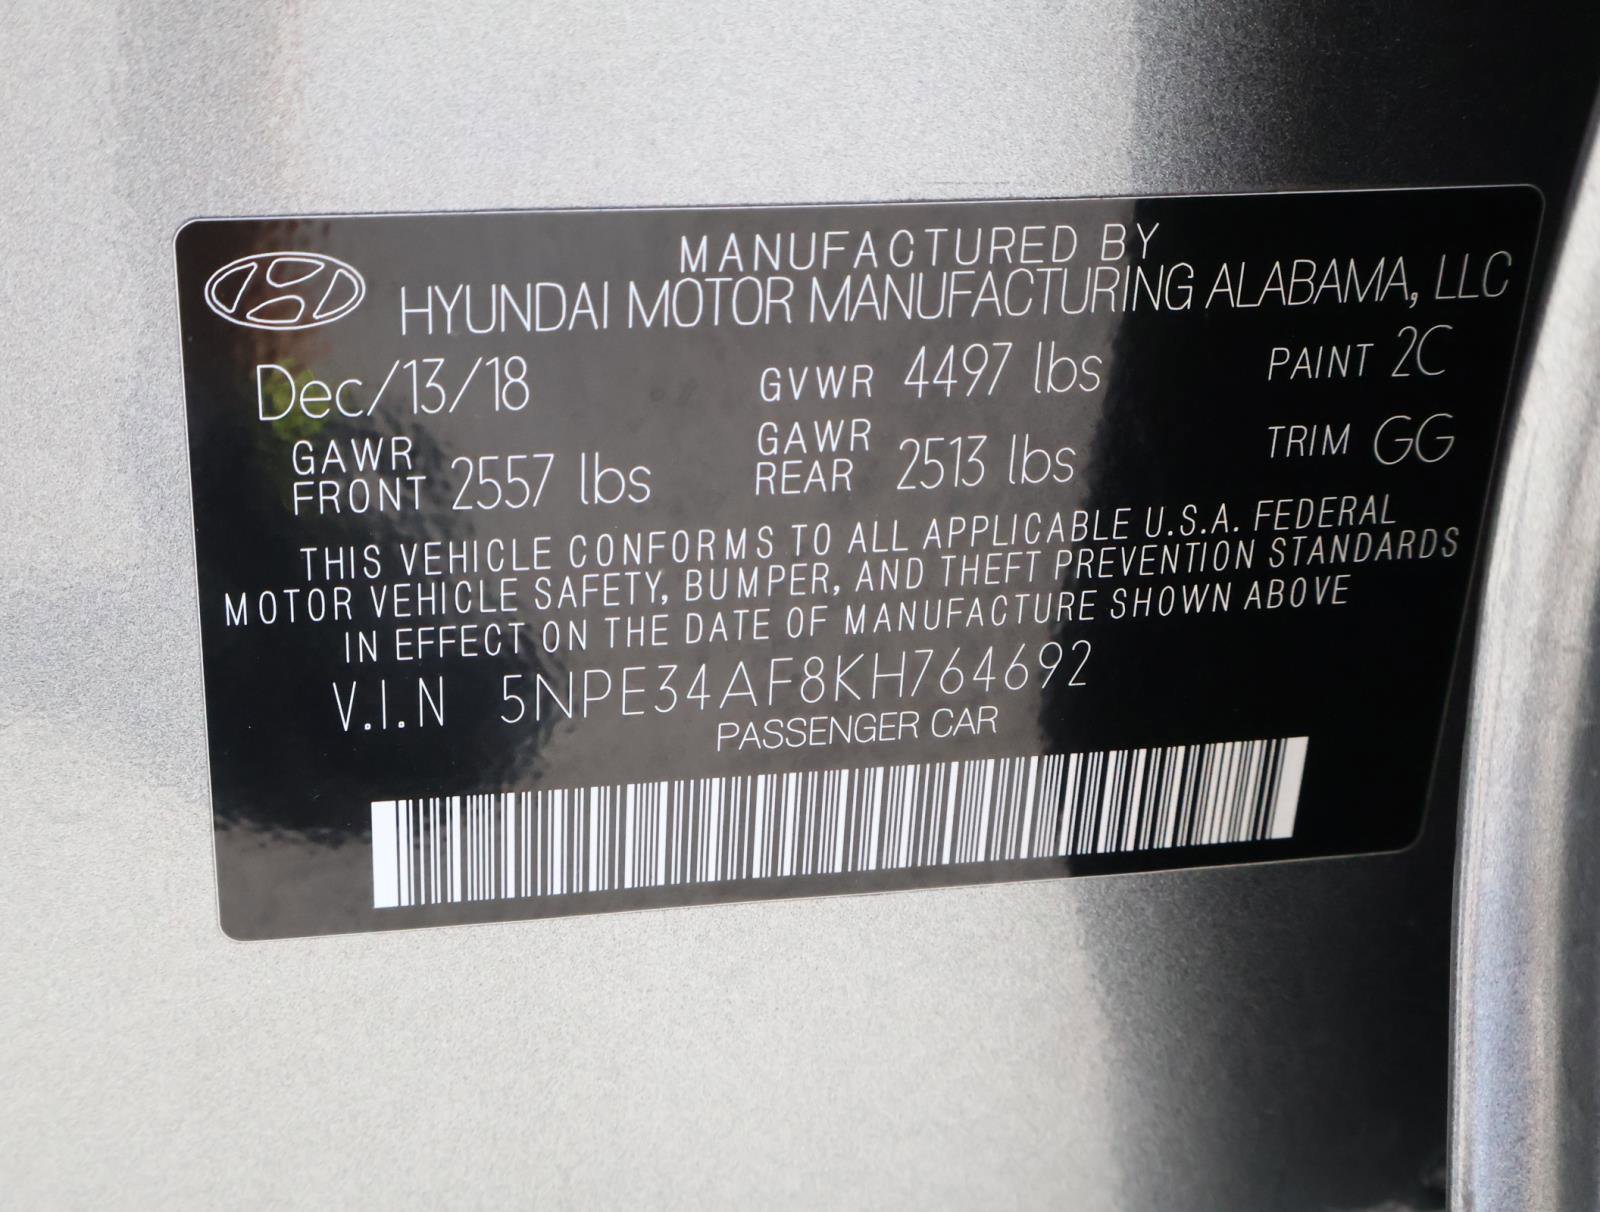 MANUFACTURED BY
HYUNDAI MOTOR MANUFACTURING ALABAMA, LLC
Dec/13/18 GVWR 4497 lbs PAINT 2C
GAWR FRONT 2557 lbs GAWR REAR 2513 lbs TRIM GG
THIS VEHICLE CONFORMS TO ALL APPLICABLE U.S.A. FEDERAL
MOTOR VEHICLE SAFETY, BUMPER, AND THEFT PREVENTION STANDARDS
IN EFFECT ON THE DATE OF MANUFACTURE SHOWN ABOVE
V.I.N 5NPE34AF8KH764692
PASSENGER CAR